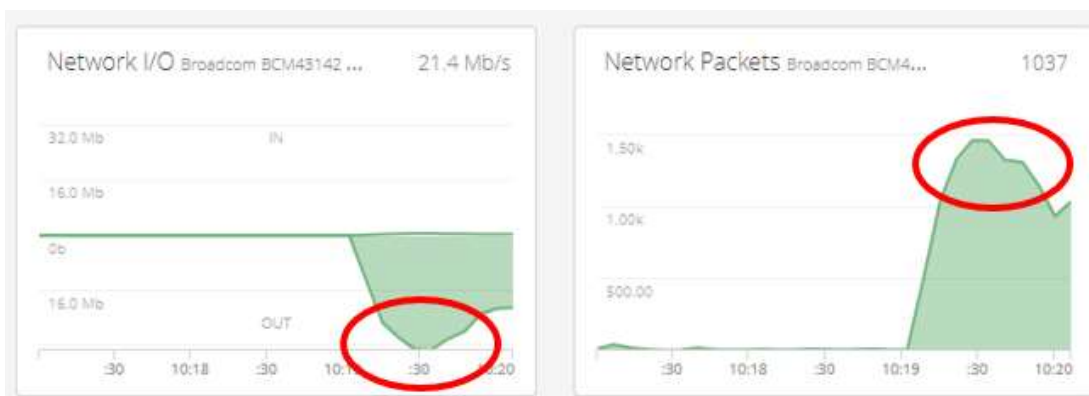 Network I/O Broadcom BCM43142 ... 21.4 Mb/s
32.0 Mb IN
16.0 Mb
0b
16.0 Mb
OUT
:30 10:18 :30 :30 10:20
Network Packets Broadcom BCM4... 1037
1.50k
1.00k
500.00
:30 10:18 :30 10:19 :30 10:20